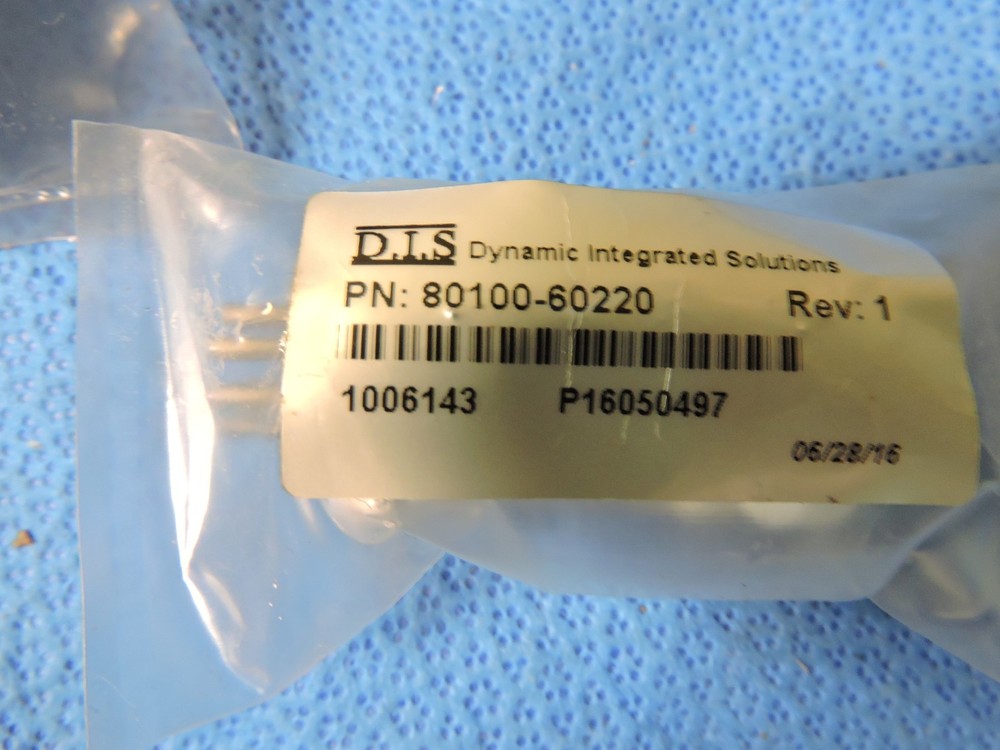 D.I.S Dynamic Integrated Solutions
PN: 80100-60220 Rev: 1
1006143 P16050497
06/28/16